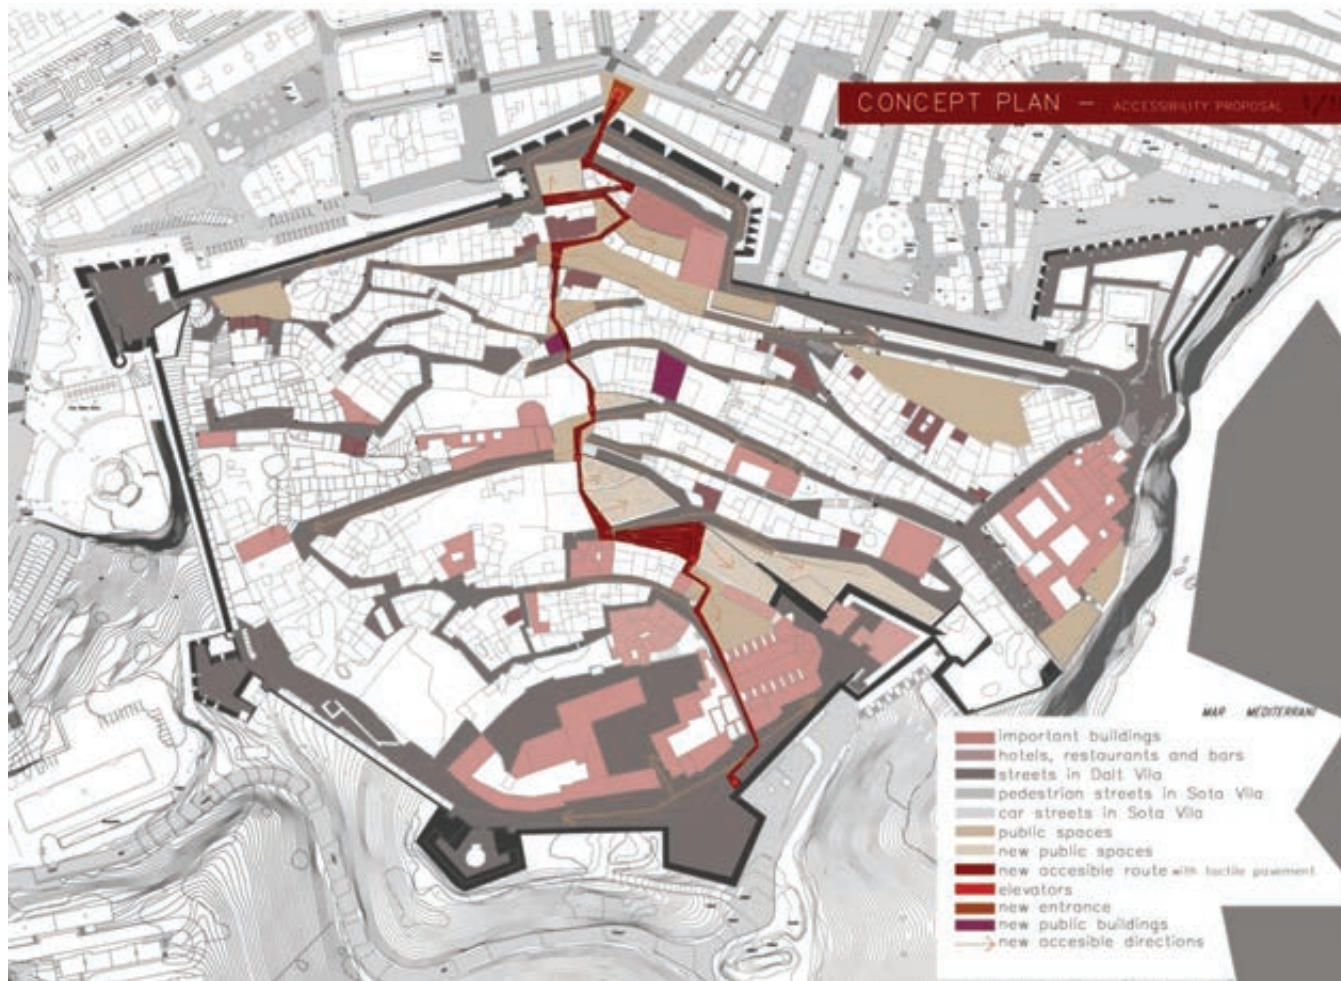 CONCEPT PLAN - ACCESSIBILITY PROPOSAL
MAR MEDITERRANI
important buildings
hotels, restaurants and bars
streets in Dalt Vila
pedestrian streets in Sota Vila
car streets in Sota Vila
public spaces
new public spaces
new accesible route with tactile pavement
elevators
new entrance
new public buildings
new accesible directions